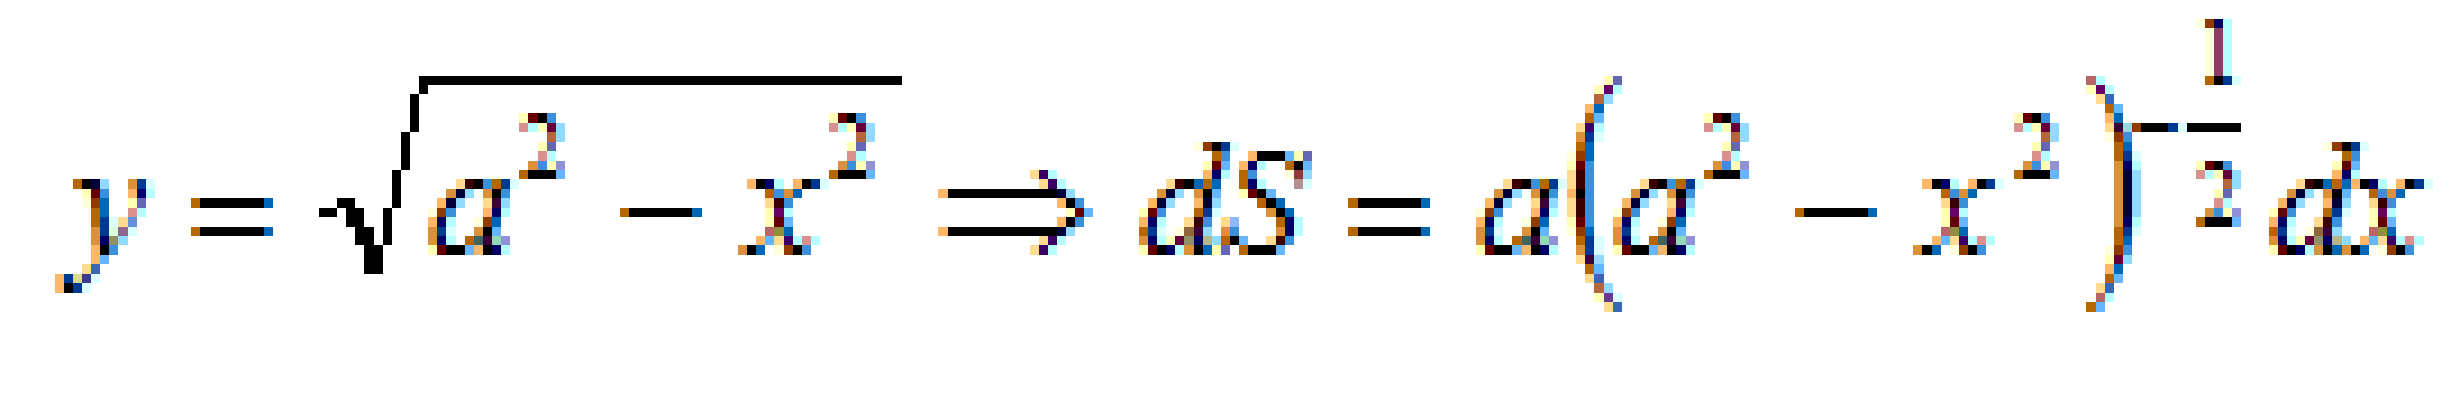 y = √(a² − x²) ⇒ dS = a(a² − x²)^(−1/2) dx